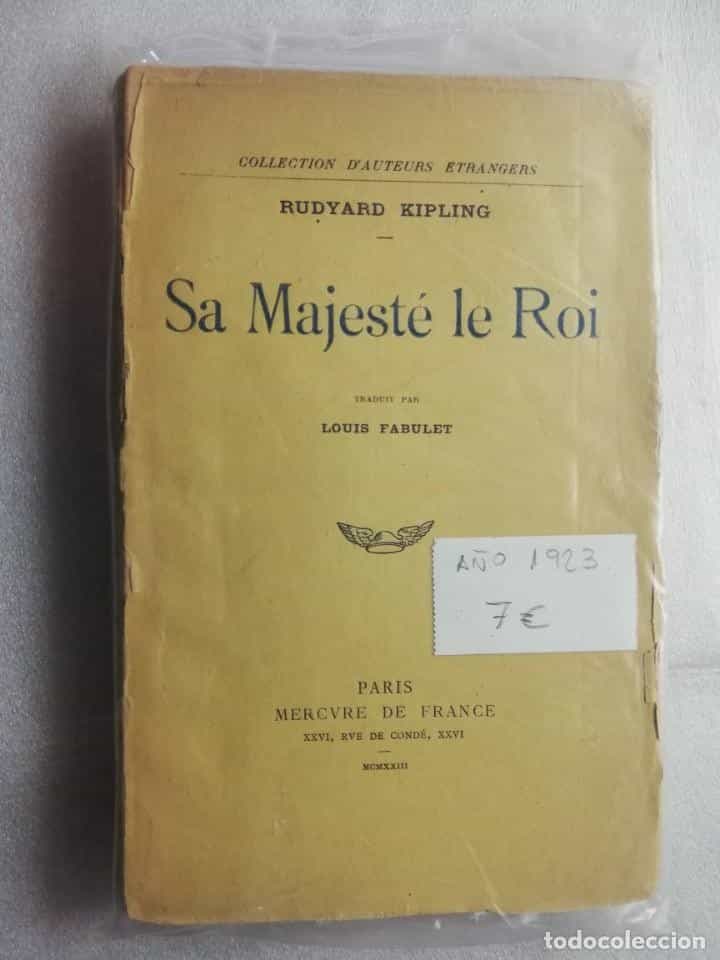 COLLECTION D'AUTEURS ETRANGERS
RUDYARD KIPLING
Sa Majesté le Roi
TRADUIT PAR
LOUIS FABULET
AÑO 1923
7€
PARIS
MERCVRE DE FRANCE
XXVI, RVE DE CONDÉ, XXVI
MCMXXIII
todocoleccion